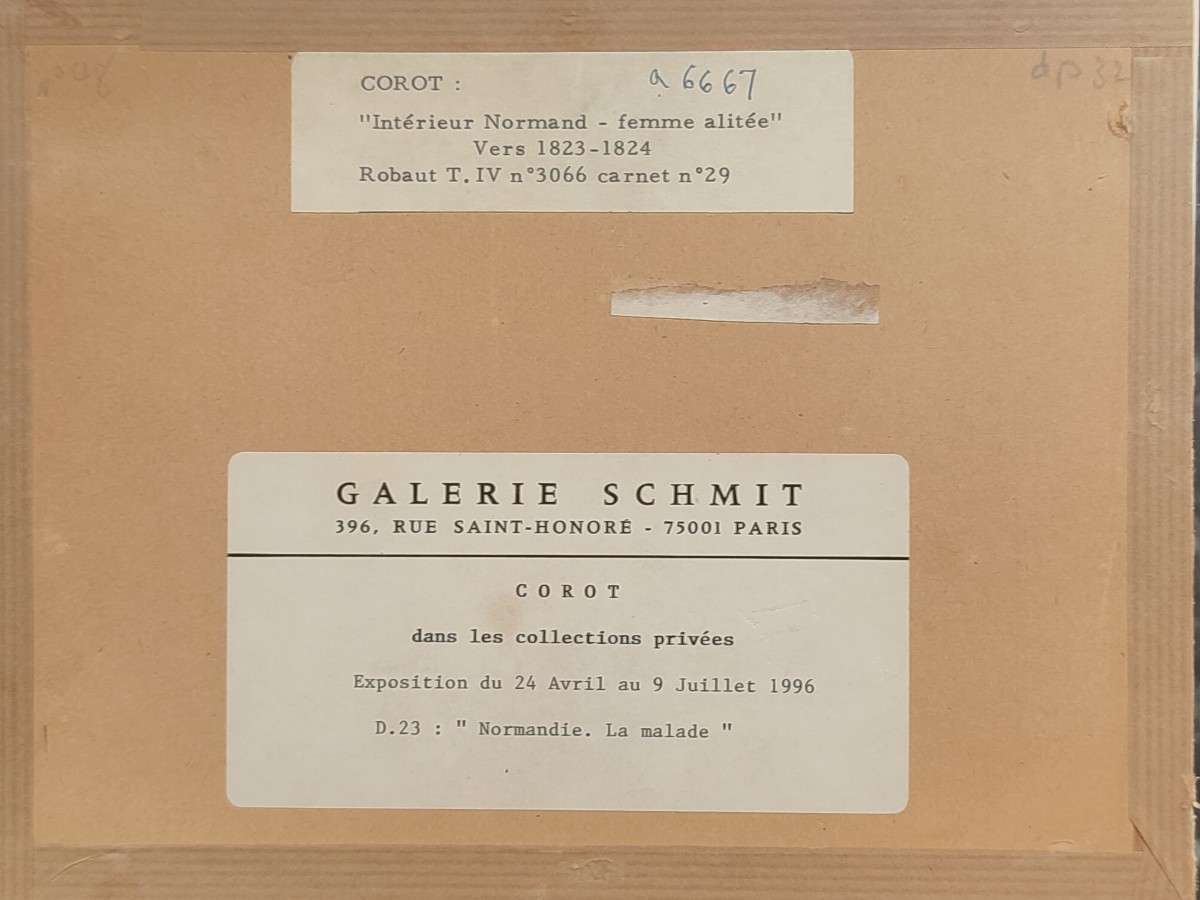 COROT : a 6667
"Intérieur Normand - femme alitée"
Vers 1823-1824
Robaut T.IV n°3066 carnet n°29
dp 32
GALERIE SCHMIT
396, RUE SAINT-HONORÉ - 75001 PARIS
COROT
dans les collections privées
Exposition du 24 Avril au 9 Juillet 1996
D.23 : " Normandie. La malade "